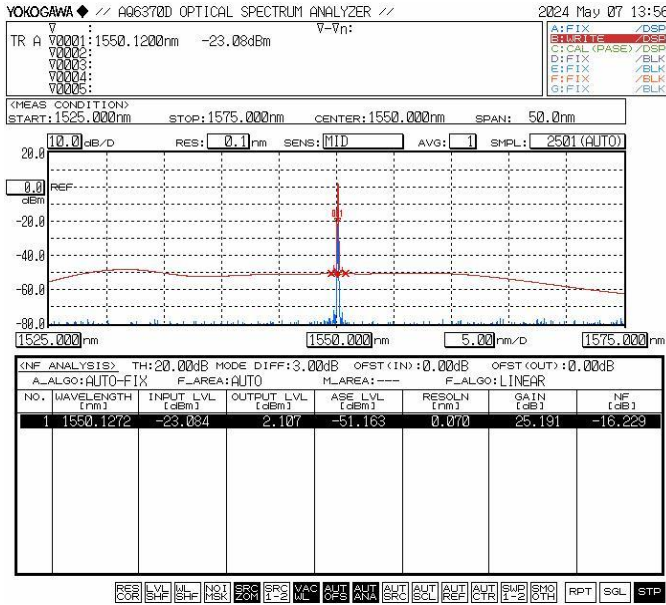 YOKOGAWA ◆ // AQ6370D OPTICAL SPECTRUM ANALYZER // 2024 May 07 13:56
∇ : ∇-∇n:
TR A ∇0001:1550.1200nm -23.08dBm
∇0002:
∇0003:
∇0004:
∇0005:
A:FIX /DSP
B:WRITE /DSP
C:CAL(PASE)/DSP
D:FIX /BLK
E:FIX /BLK
F:FIX /BLK
G:FIX /BLK
<MEAS CONDITION>
START:1525.000nm STOP:1575.000nm CENTER:1550.000nm SPAN: 50.0nm
10.0 dB/D RES: 0.1 nm SENS: MID AVG: 1 SMPL: 2501(AUTO)
20.0
0.0 REF
dBm
-20.0
-40.0
-60.0
-80.0
1525.000 nm 1550.000 nm 5.00 nm/D 1575.000 nm
<NF ANALYSIS> TH:20.00dB MODE DIFF:3.00dB OFST(IN):0.00dB OFST(OUT):0.00dB
A_ALGO:AUTO-FIX F_AREA:AUTO M_AREA:--- F_ALGO:LINEAR
NO. WAVELENGTH INPUT LVL OUTPUT LVL ASE LVL RESOLN GAIN NF
[nm] [dBm] [dBm] [dBm] [nm] [dB] [dB]
1 1550.1272 -23.084 2.107 -51.163 0.070 25.191 -16.229
RES COR LVL SHF WL SHF NOI MSK SRC ZOM SRC 1-2 VAC WL AUT OFS AUT ANA AUT SRC AUT SCL AUT REF AUT CTR SWP 1-2 SMO OTH RPT SGL STP